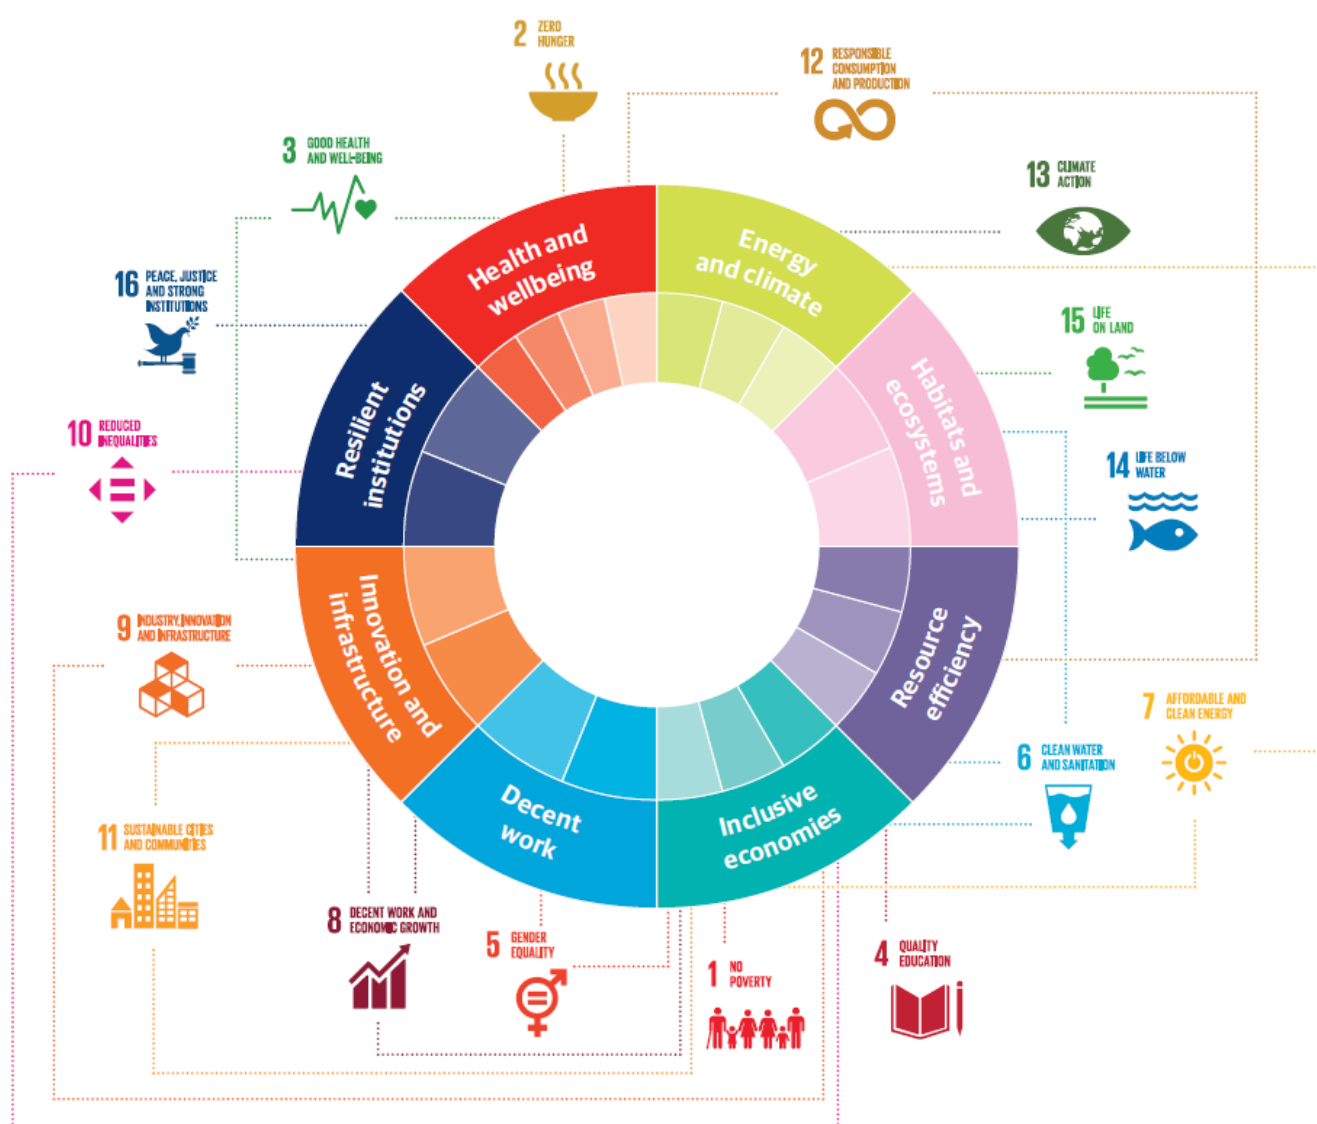 2 ZERO
HUNGER
12 RESPONSIBLE
CONSUMPTION
AND PRODUCTION
3 GOOD HEALTH
AND WELL-BEING
13 CLIMATE
ACTION
16 PEACE, JUSTICE
AND STRONG
INSTITUTIONS
15 LIFE
ON LAND
10 REDUCED
INEQUALITIES
14 LIFE BELOW
WATER
9 INDUSTRY, INNOVATION
AND INFRASTRUCTURE
7 AFFORDABLE AND
CLEAN ENERGY
6 CLEAN WATER
AND SANITATION
11 SUSTAINABLE CITIES
AND COMMUNITIES
8 DECENT WORK AND
ECONOMIC GROWTH
5 GENDER
EQUALITY
1 NO
POVERTY
4 QUALITY
EDUCATION
Health and
wellbeing
Energy
and climate
Habitats and
ecosystems
Resource
efficiency
Inclusive
economies
Decent
work
Innovation and
infrastructure
Resilient
institutions